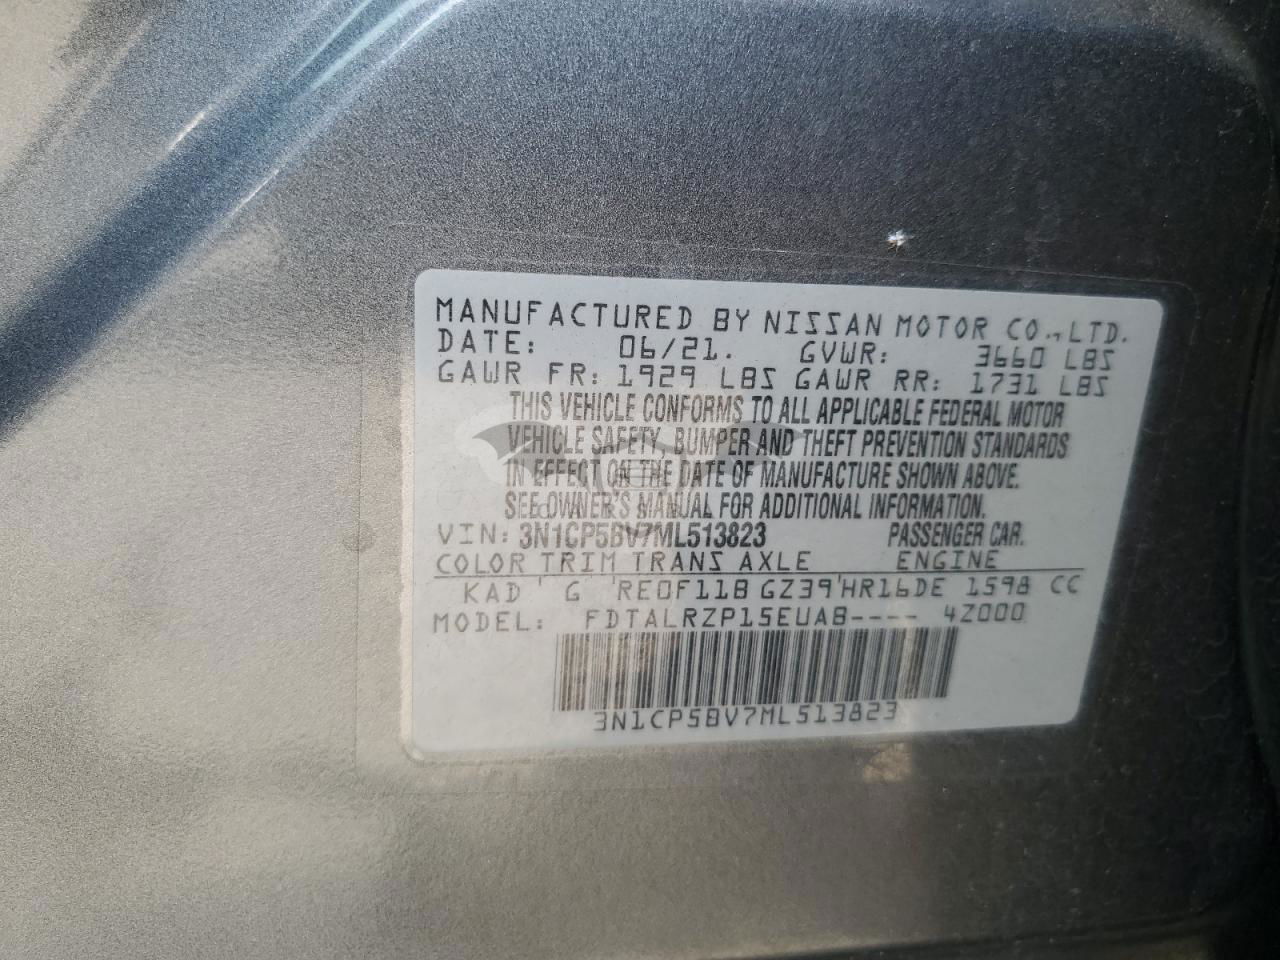 MANUFACTURED BY NISSAN MOTOR CO.,LTD.
DATE: 06/21. GVWR: 3660 LBS
GAWR FR: 1929 LBS GAWR RR: 1731 LBS
THIS VEHICLE CONFORMS TO ALL APPLICABLE FEDERAL MOTOR
VEHICLE SAFETY, BUMPER AND THEFT PREVENTION STANDARDS
IN EFFECT ON THE DATE OF MANUFACTURE SHOWN ABOVE.
SEE OWNER'S MANUAL FOR ADDITIONAL INFORMATION.
VIN: 3N1CP5BV7ML513823 PASSENGER CAR.
COLOR TRIM TRANS AXLE ENGINE
KAD G RE0F11B GZ39 HR16DE 1598 CC
MODEL: FDTALRZP15EUAB---- 4Z000
3N1CP5BV7ML513823